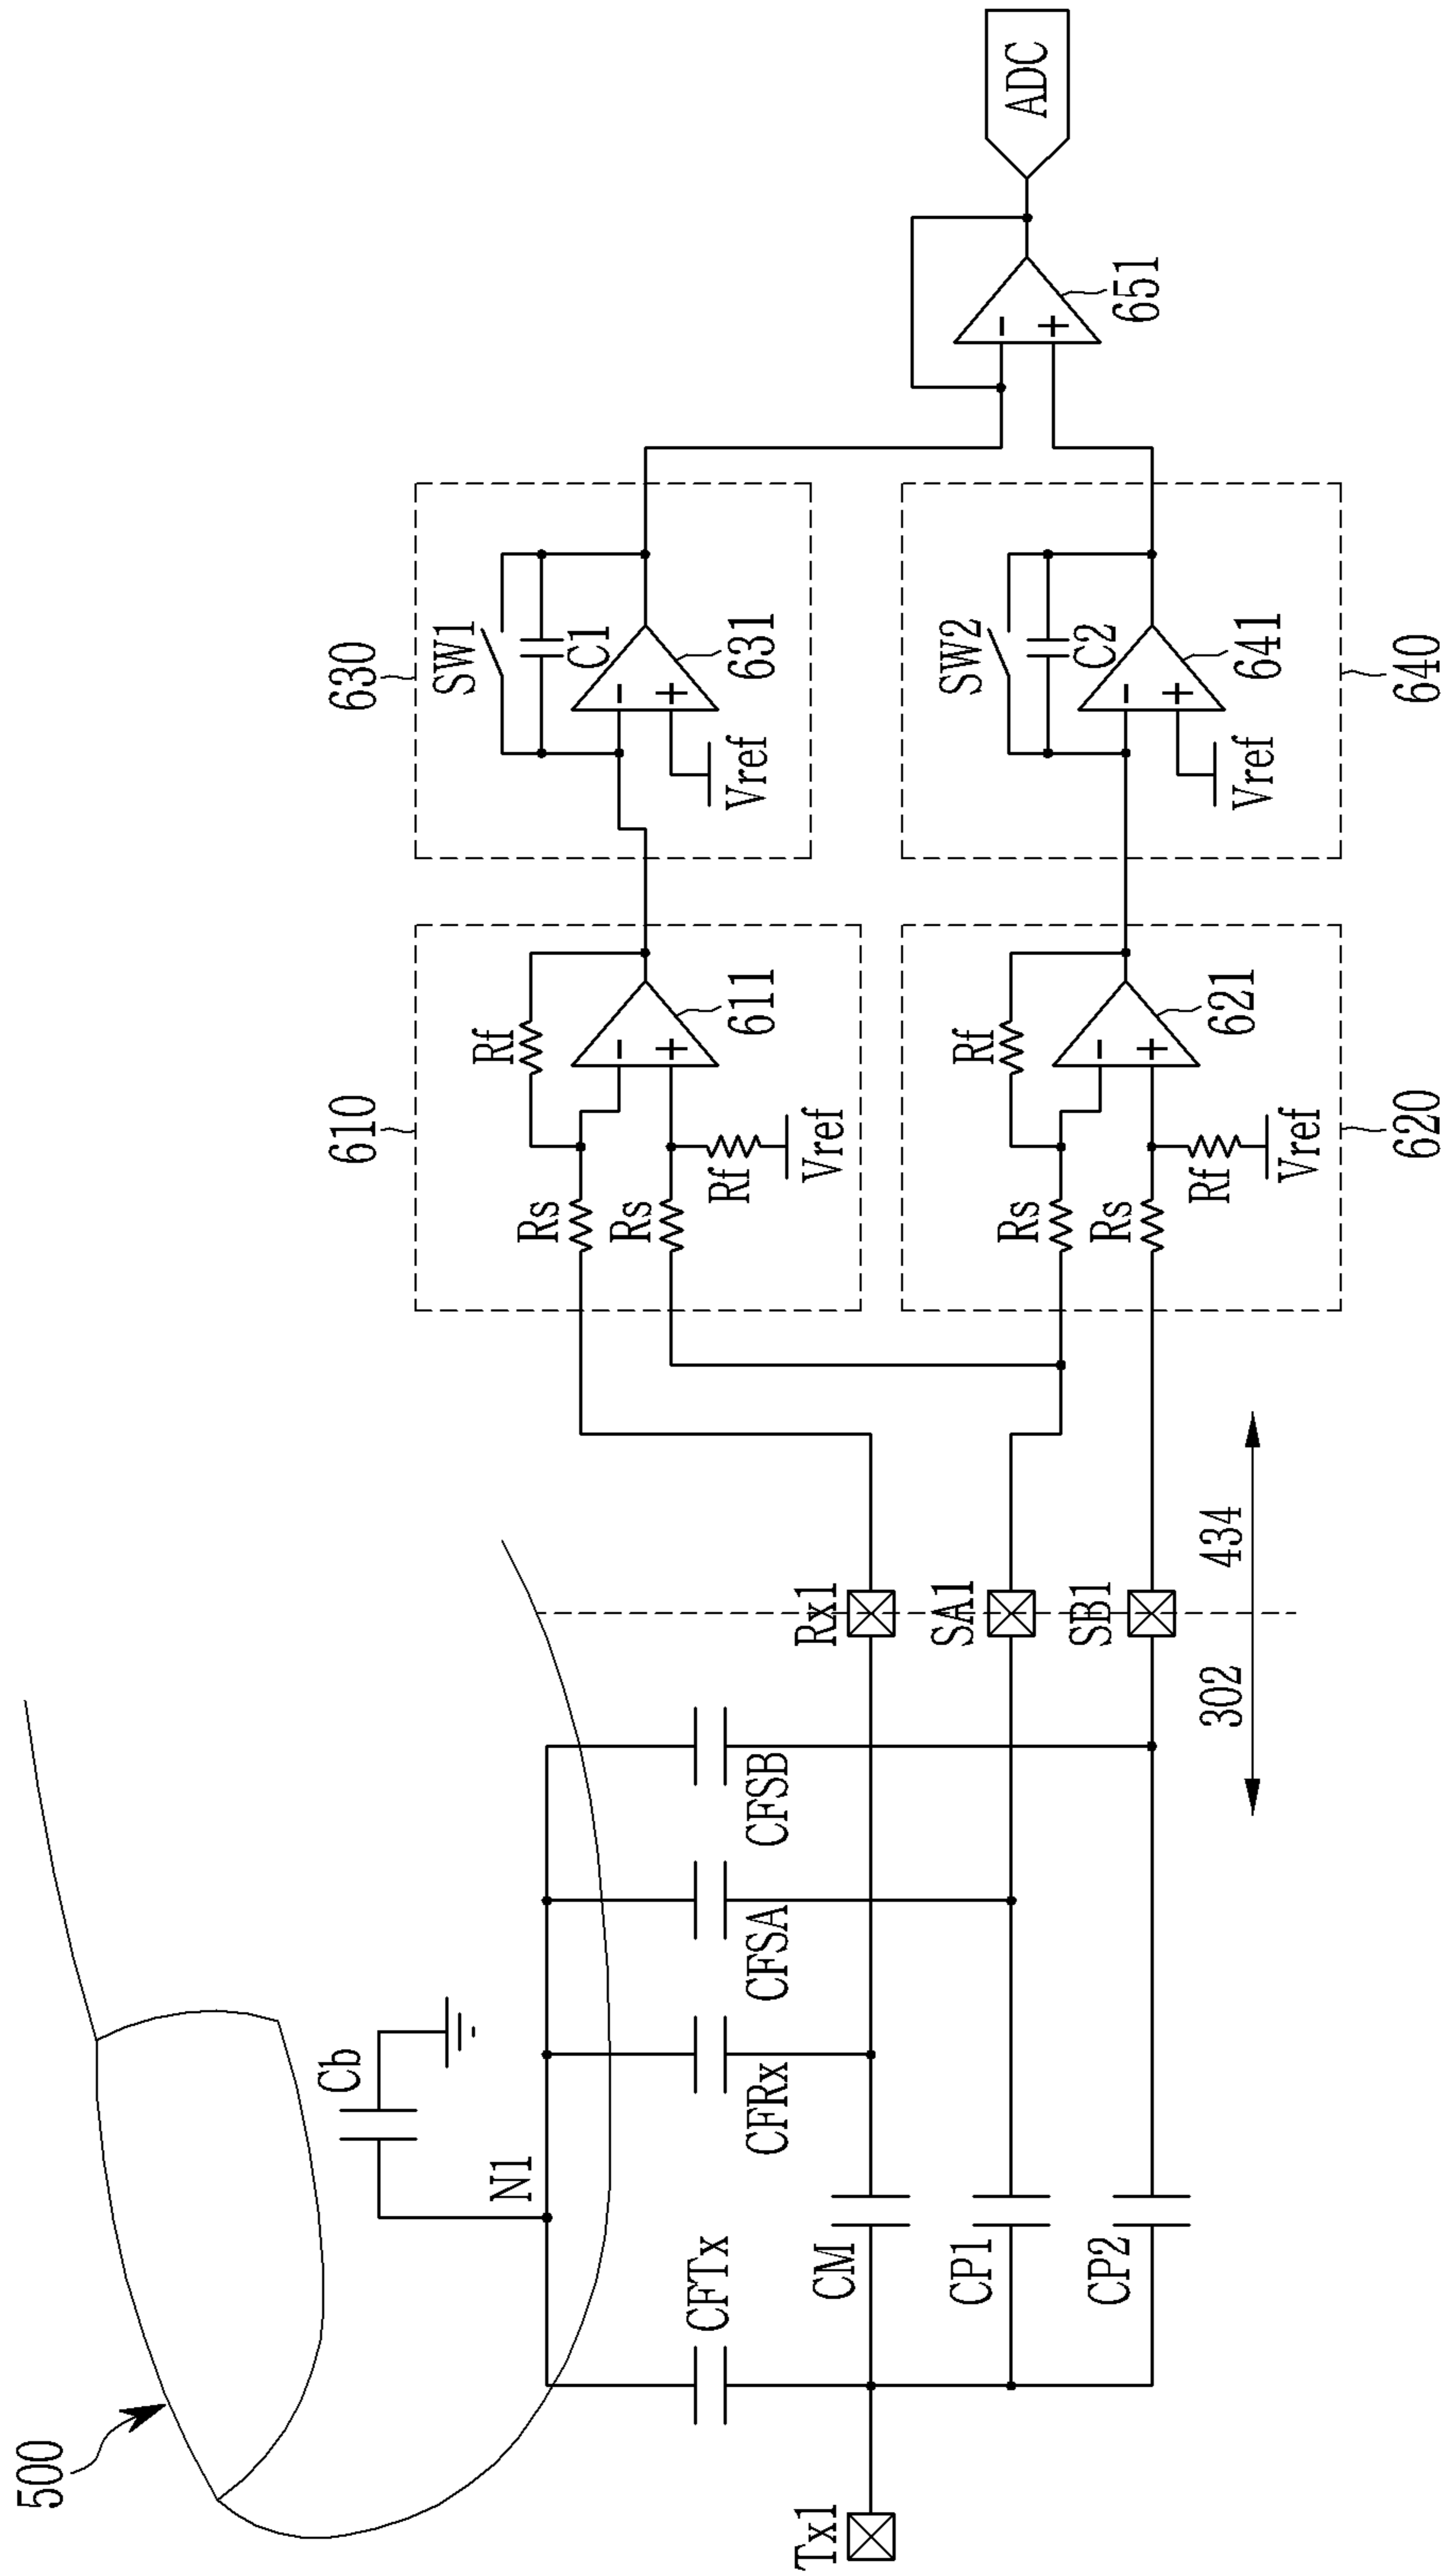 500
Cb
N1
CFTx
CFRx
CFSA
CFSB
Tx1
CM
CP1
CP2
Rx1
SA1
SB1
302
434
610
Rs
Rf
Rs
Rf
Vref
-
+
611
620
Rs
Rf
Rs
Rf
Vref
-
+
621
630
SW1
C1
-
+
Vref
631
640
SW2
C2
-
+
Vref
641
-
+
651
ADC